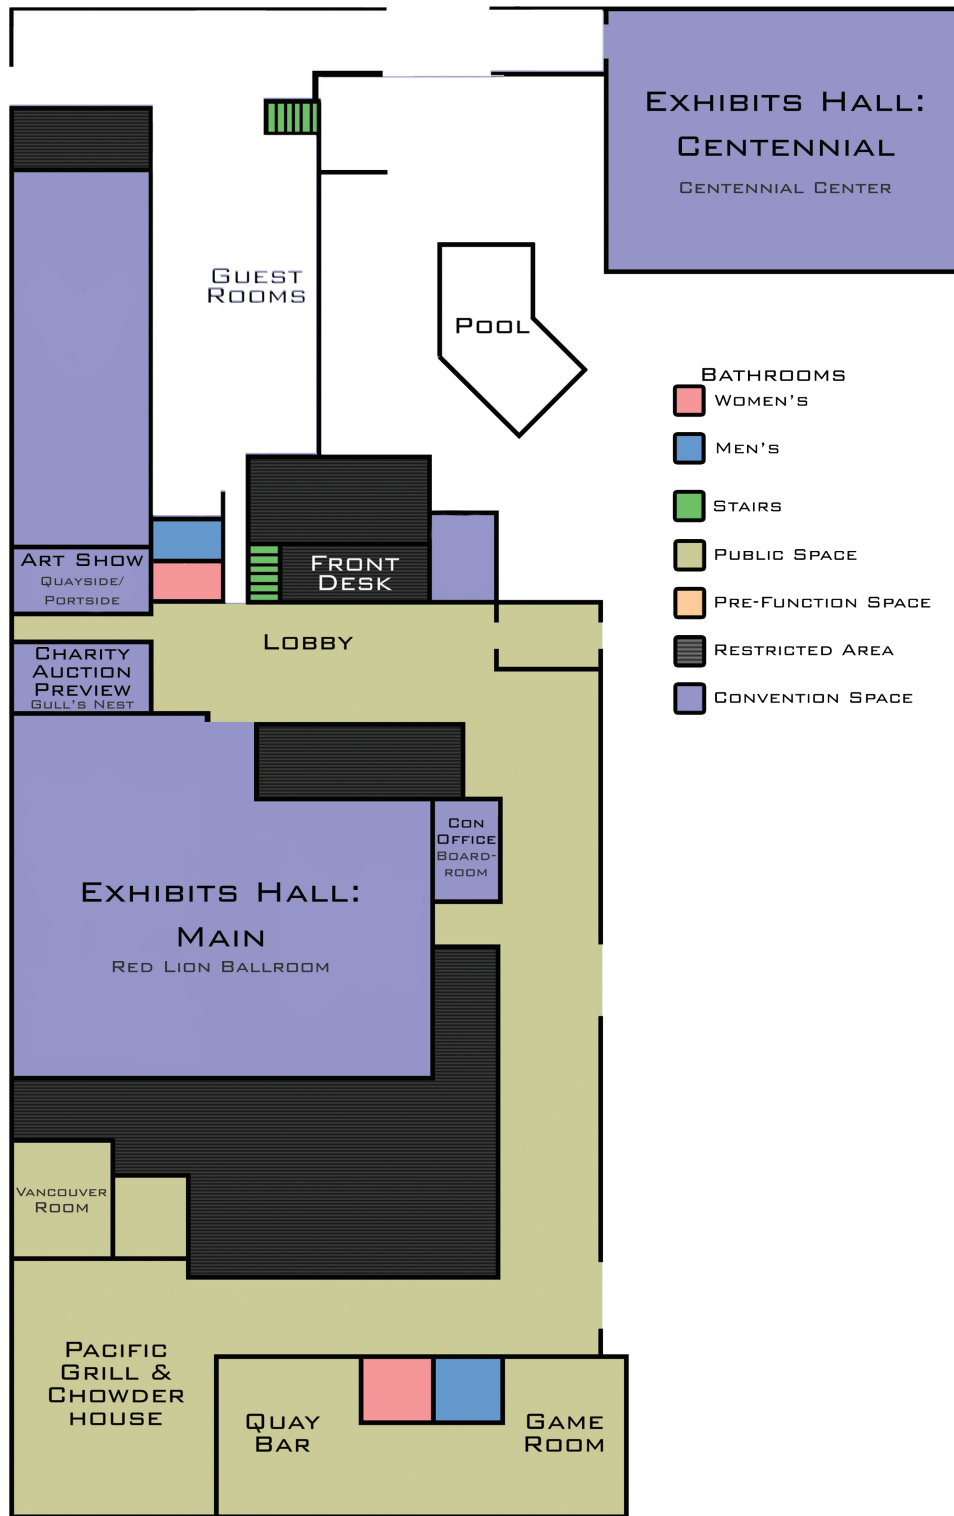 Exhibits Hall:
Centennial
Centennial Center
Guest
Rooms
Pool
Bathrooms
Women's
Men's
Stairs
Public Space
Pre-Function Space
Restricted Area
Convention Space
Art Show
Quayside/
Portside
Front
Desk
Lobby
Charity
Auction
Preview
Gull's Nest
Con
Office
Board-
room
Exhibits Hall:
Main
Red Lion Ballroom
Vancouver
Room
Pacific
Grill &
Chowder
house
Quay
Bar
Game
Room